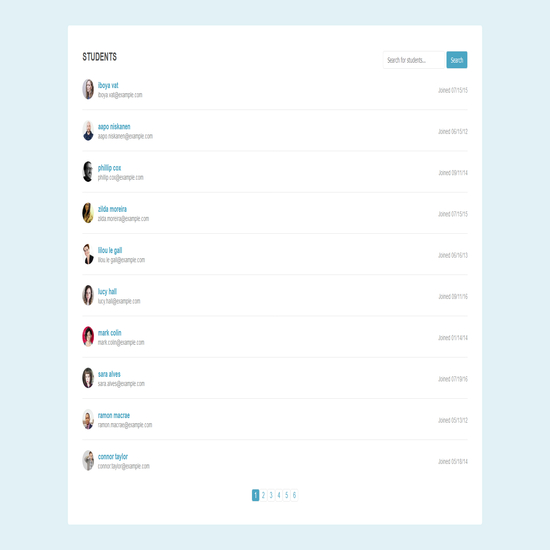 STUDENTS
Search for students...
Search
iboya vat
iboya.vat@example.com
Joined 07/15/15
aapo niskanen
aapo.niskanen@example.com
Joined 06/15/12
phillip cox
phillip.cox@example.com
Joined 09/11/14
zilda moreira
zilda.moreira@example.com
Joined 07/15/15
lilou le gall
lilou.le gall@example.com
Joined 06/16/13
lucy hall
lucy.hall@example.com
Joined 09/11/16
mark colin
mark.colin@example.com
Joined 01/14/14
sara alves
sara.alves@example.com
Joined 07/19/16
ramon macrae
ramon.macrae@example.com
Joined 05/13/12
connor taylor
connor.taylor@example.com
Joined 05/18/14
1 2 3 4 5 6